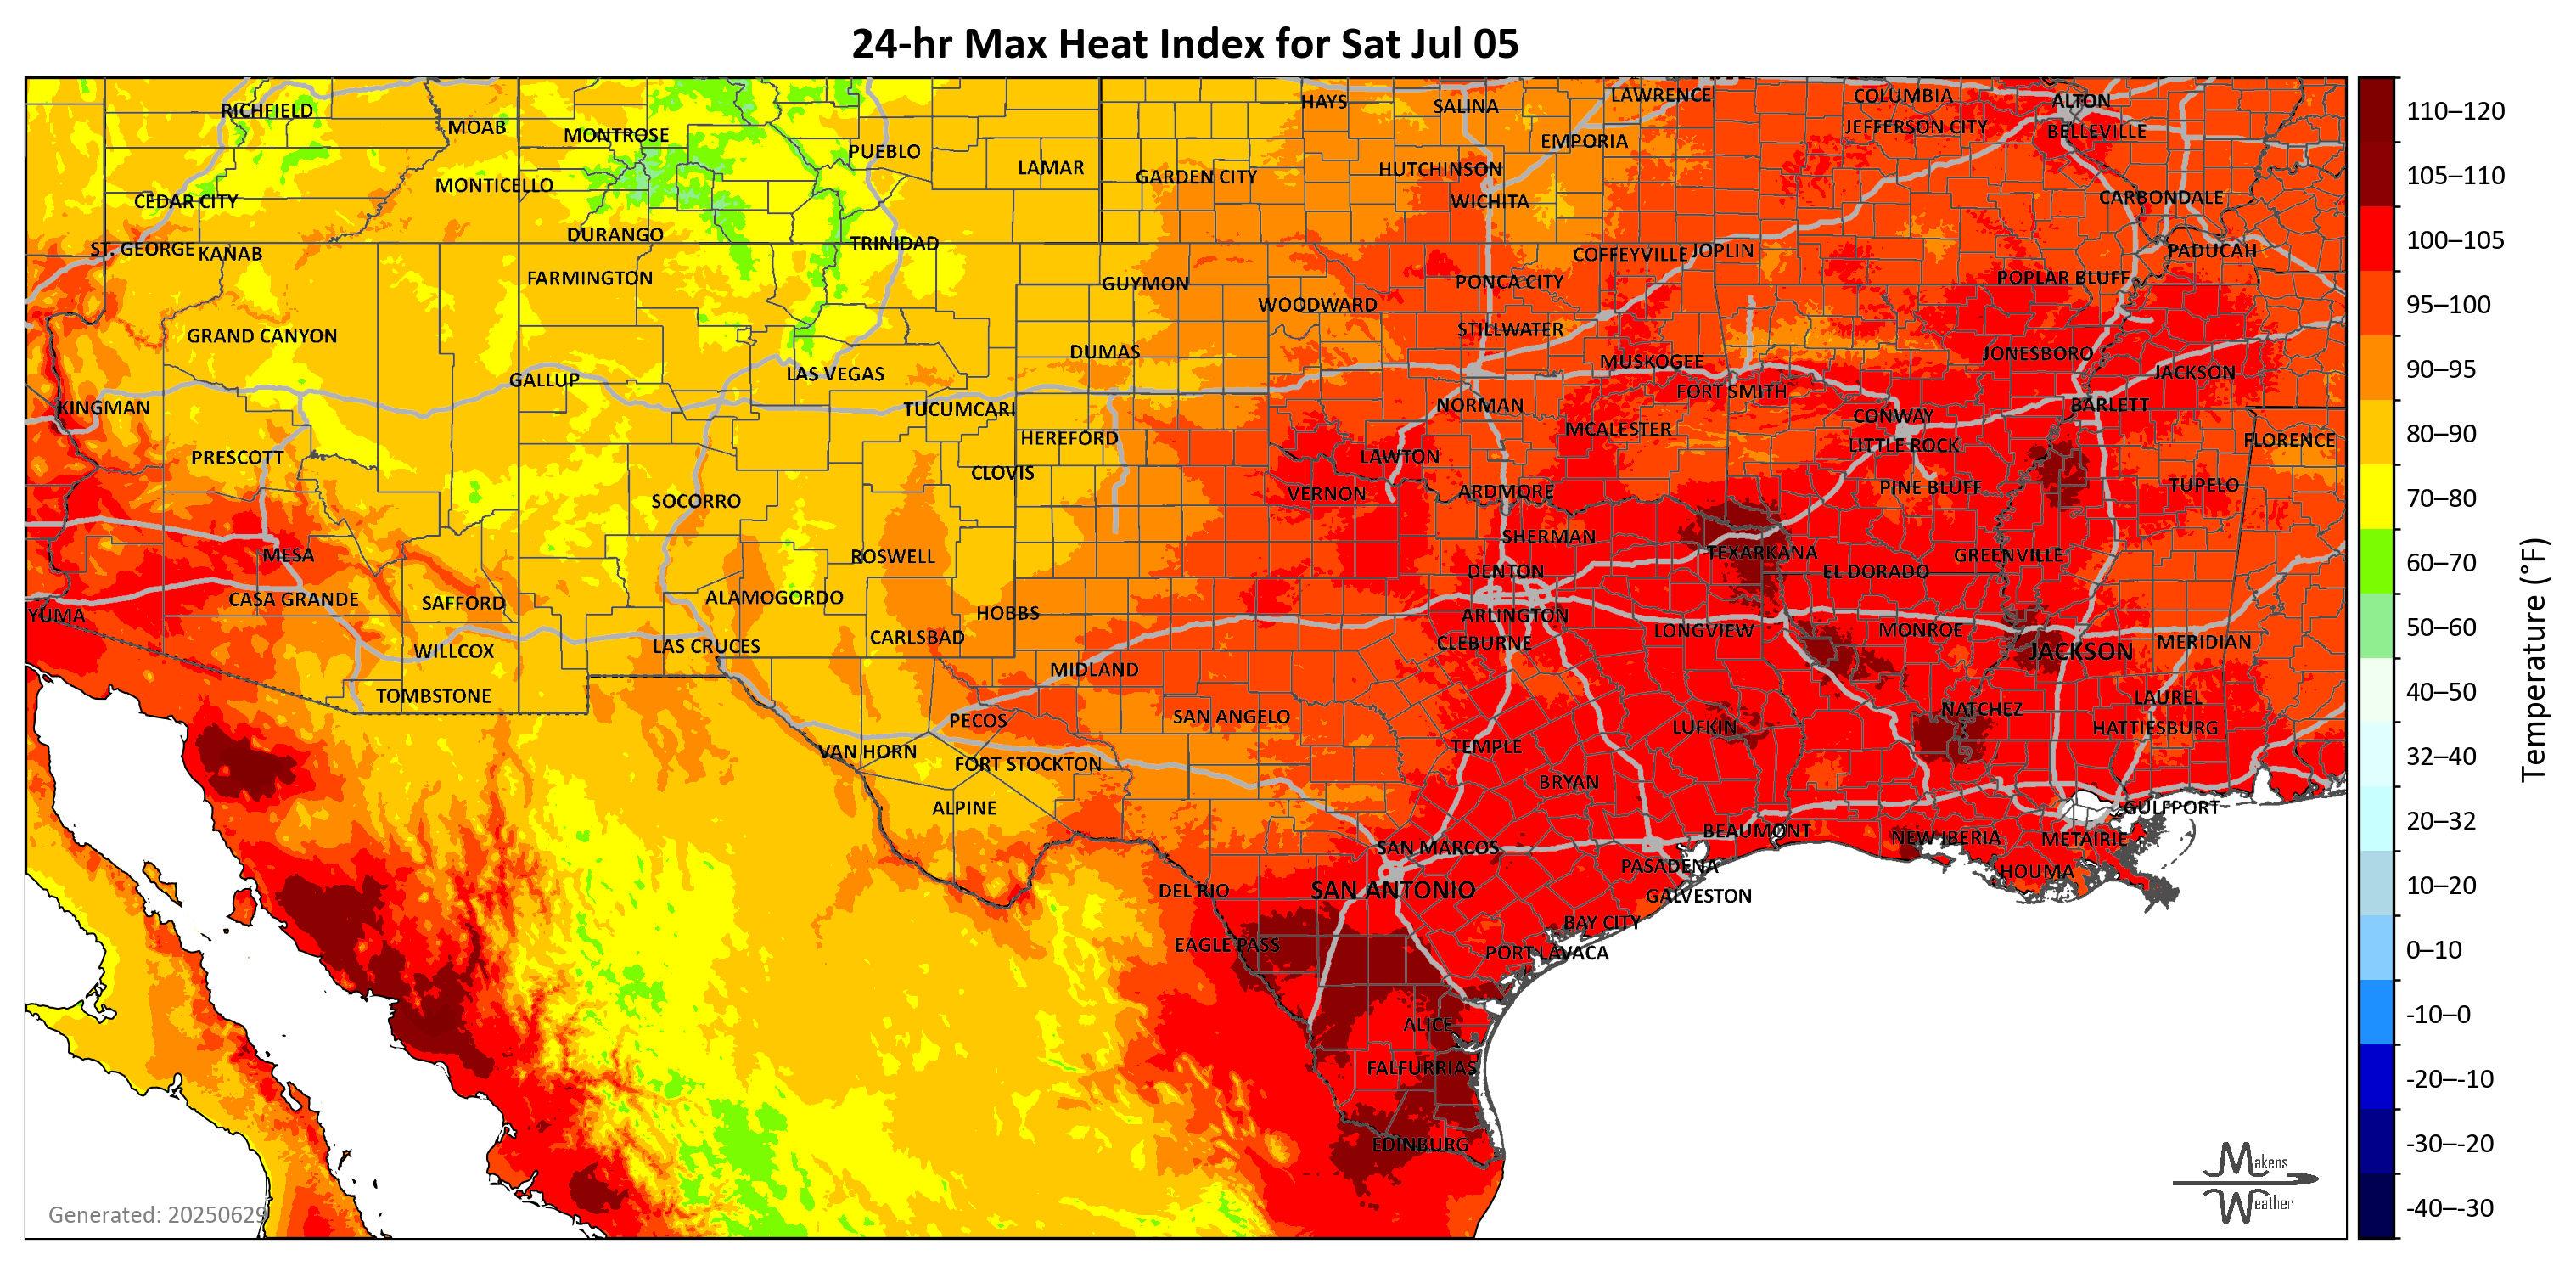 24-hr Max Heat Index for Sat Jul 05
RICHFIELD
MOAB
MONTROSE
PUEBLO
LAMAR
GARDEN CITY
HAYS
SALINA
LAWRENCE
EMPORIA
COLUMBIA
JEFFERSON CITY
ALTON
BELLEVILLE
CEDAR CITY
MONTICELLO
HUTCHINSON
WICHITA
CARBONDALE
ST. GEORGE
KANAB
DURANGO
TRINIDAD
COFFEYVILLE
JOPLIN
PADUCAH
FARMINGTON
GUYMON
WOODWARD
PONCA CITY
POPLAR BLUFF
GRAND CANYON
DUMAS
STILLWATER
MUSKOGEE
JONESBORO
GALLUP
LAS VEGAS
FORT SMITH
JACKSON
KINGMAN
TUCUMCARI
NORMAN
CONWAY
BARLETT
PRESCOTT
HEREFORD
MCALESTER
LITTLE ROCK
FLORENCE
CLOVIS
LAWTON
SOCORRO
VERNON
ARDMORE
PINE BLUFF
TUPELO
MESA
ROSWELL
SHERMAN
TEXARKANA
GREENVILLE
DENTON
EL DORADO
YUMA
CASA GRANDE
SAFFORD
ALAMOGORDO
HOBBS
ARLINGTON
WILLCOX
LAS CRUCES
CARLSBAD
CLEBURNE
LONGVIEW
MONROE
JACKSON
MERIDIAN
MIDLAND
TOMBSTONE
PECOS
SAN ANGELO
LUFKIN
NATCHEZ
LAUREL
HATTIESBURG
VAN HORN
FORT STOCKTON
TEMPLE
ALPINE
BRYAN
GULFPORT
SAN MARCOS
BEAUMONT
NEW IBERIA
METAIRIE
PASADENA
HOUMA
DEL RIO
SAN ANTONIO
GALVESTON
EAGLE PASS
BAY CITY
PORT LAVACA
ALICE
FALFURRIAS
EDINBURG
Generated: 20250629
Makens
Weather
110–120
105–110
100–105
95–100
90–95
80–90
70–80
60–70
50–60
40–50
32–40
20–32
10–20
0–10
-10–0
-20–-10
-30–-20
-40–-30
Temperature (°F)